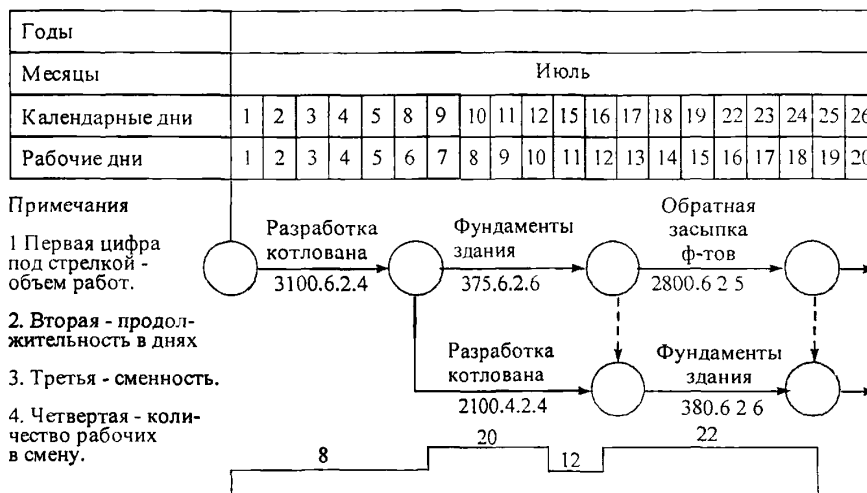 Годы
Месяцы Июль
Календарные дни 1 2 3 4 5 8 9 10 11 12 15 16 17 18 19 22 23 24 25 26
Рабочие дни 1 2 3 4 5 6 7 8 9 10 11 12 13 14 15 16 17 18 19 20
Примечания
1 Первая цифра
под стрелкой -
объем работ.
2. Вторая - продол-
жительность в днях
3. Третья - сменность.
4. Четвертая - коли-
чество рабочих
в смену.
Разработка
котлована
3100.6.2.4
Фундаменты
здания
375.6.2.6
Обратная
засыпка
ф-тов
2800.6 2 5
Разработка
котлована
2100.4.2.4
Фундаменты
здания
380.6 2 6
8
20
12
22